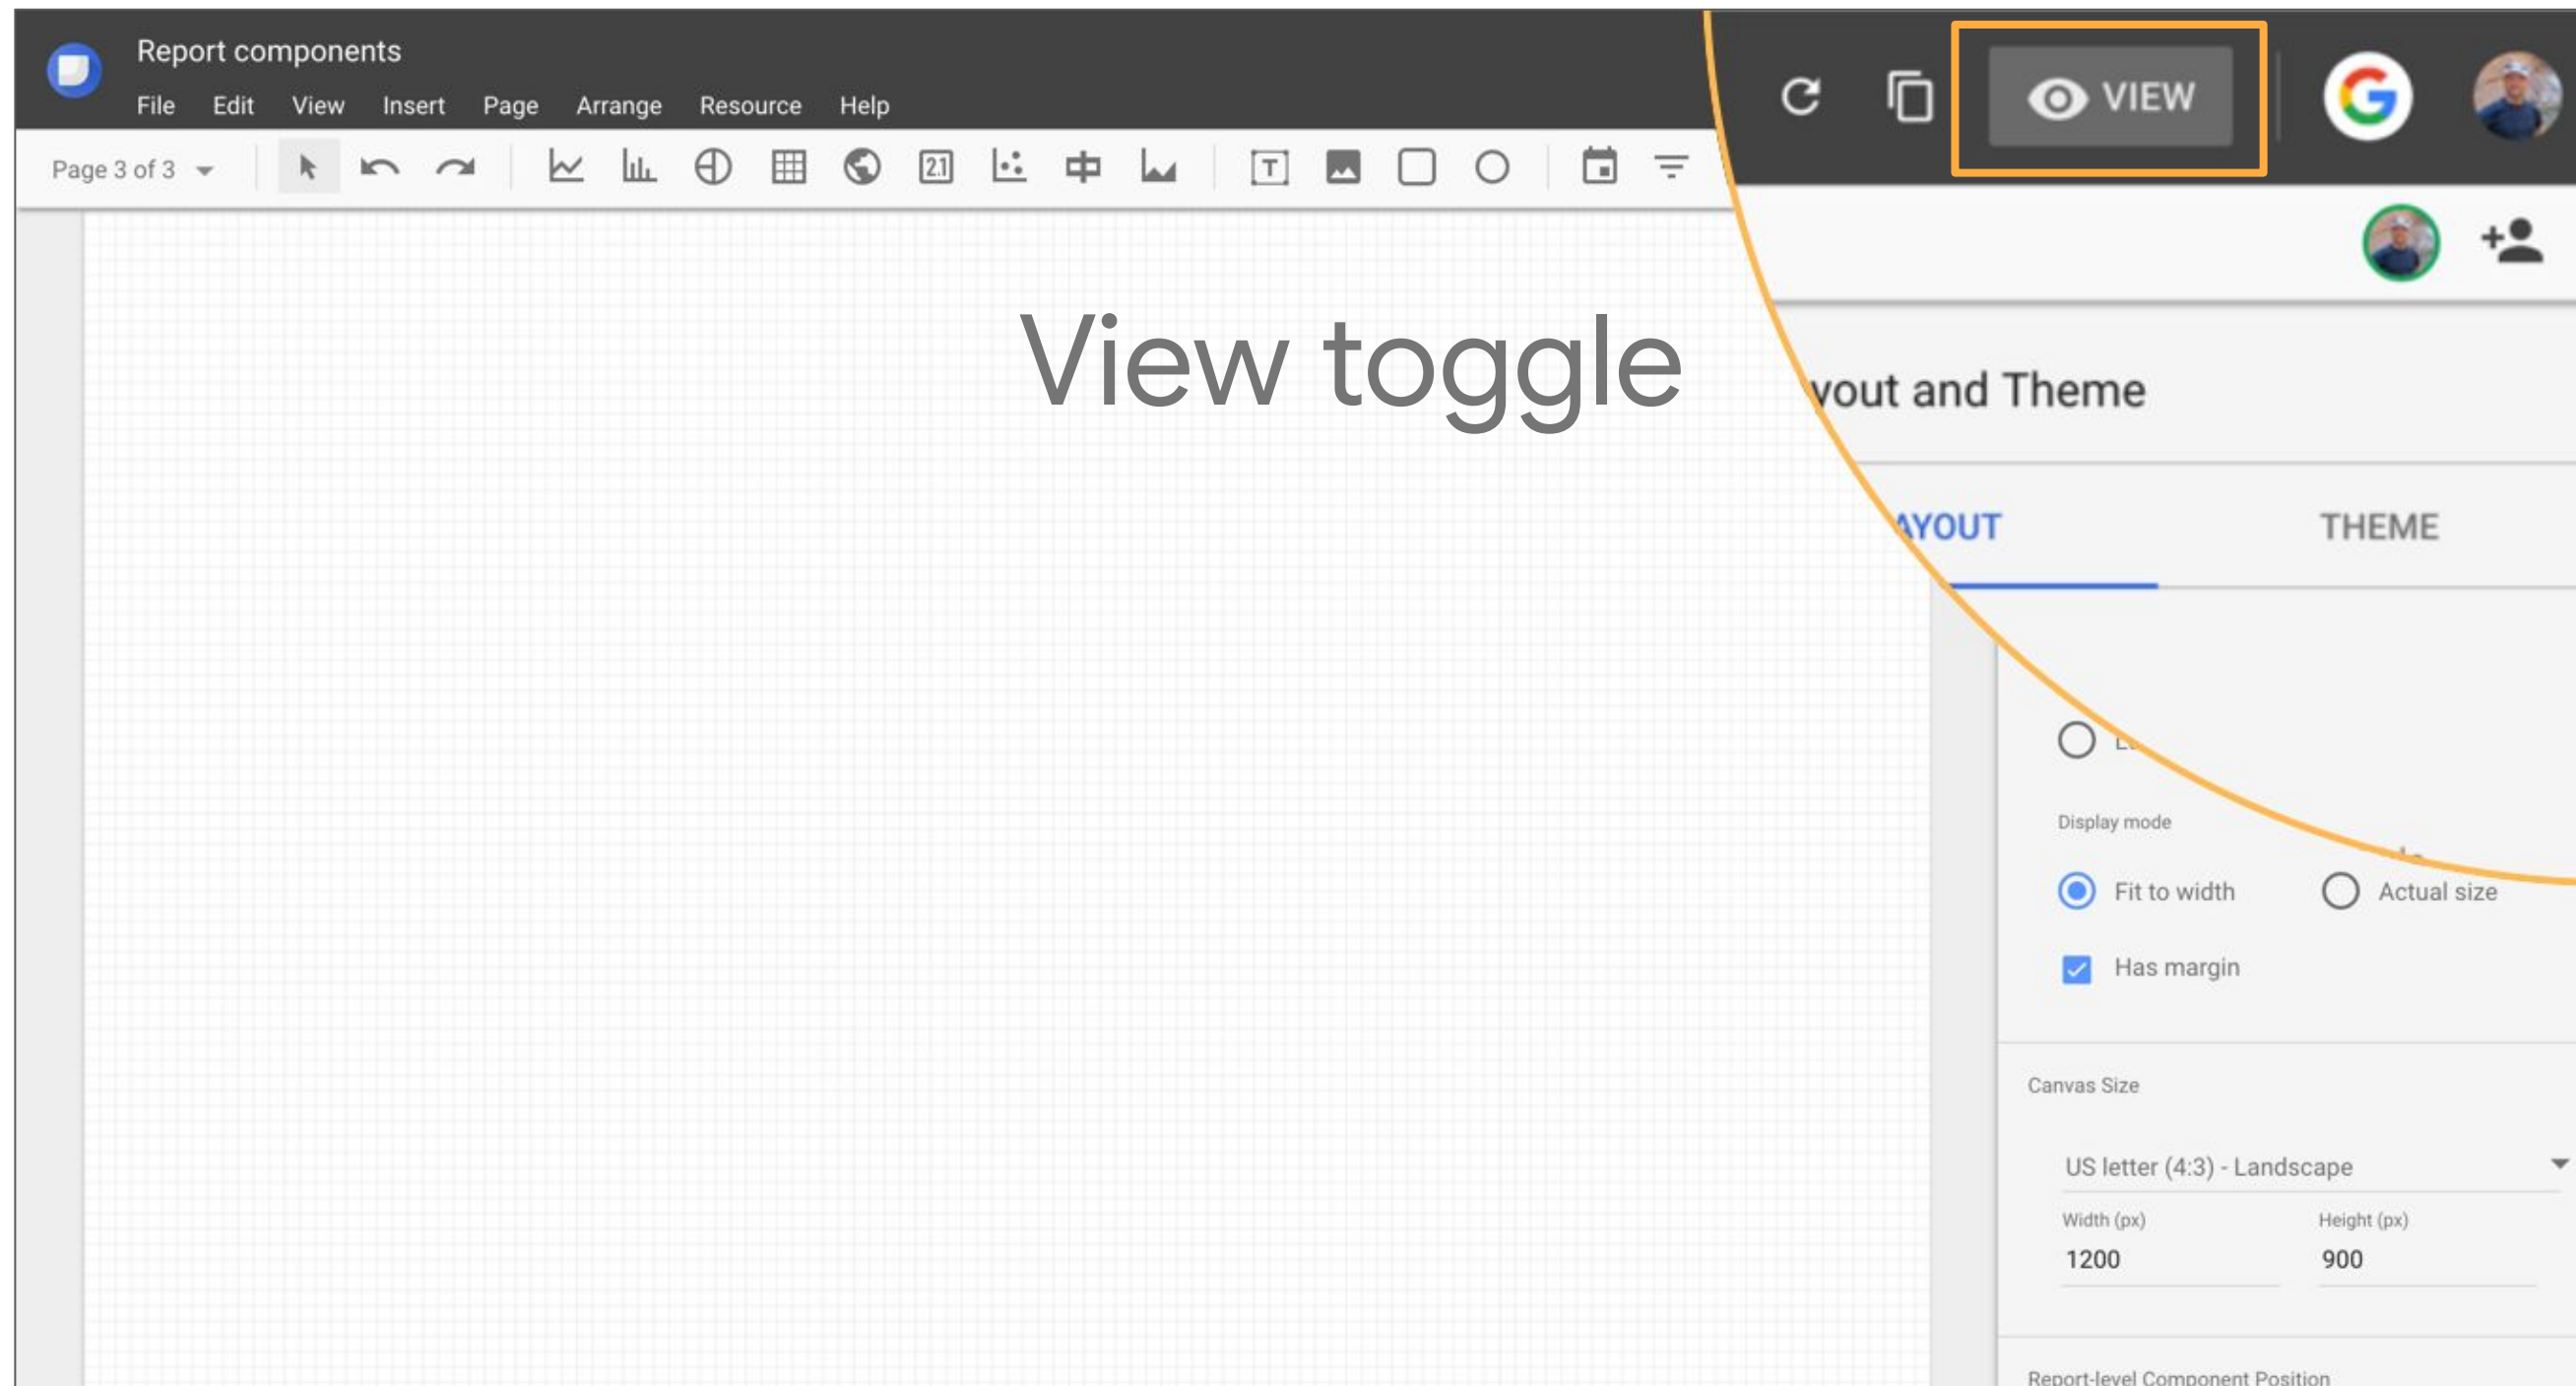 Report components
File Edit View Insert Page Arrange Resource Help
VIEW
Page 3 of 3
21
T
View toggle
yout and Theme
AYOUT THEME
Display mode
Fit to width Actual size
Has margin
Canvas Size
US letter (4:3) - Landscape
Width (px) Height (px)
1200 900
Report-level Component Position